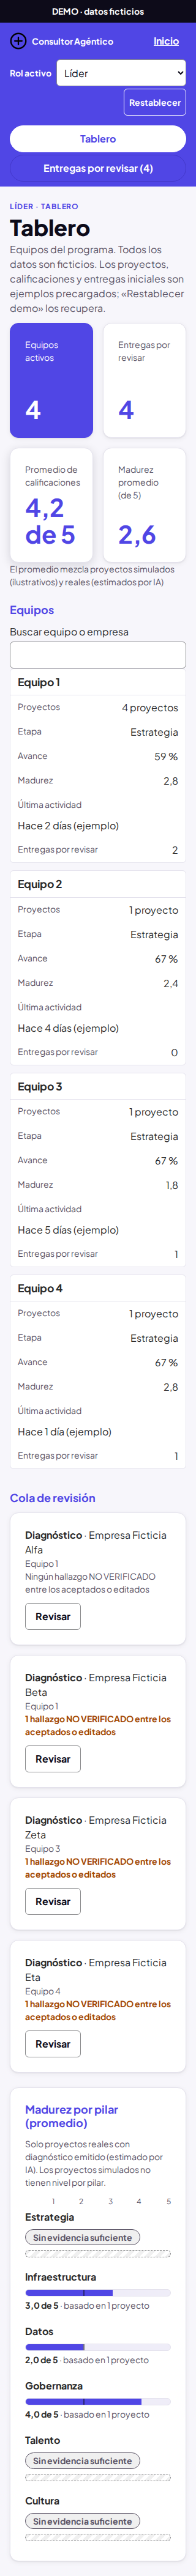 DEMO · datos ficticios
Consultor Agéntico
Inicio
Rol activo
Líder
Restablecer
Tablero
Entregas por revisar (4)
LÍDER · TABLERO
Tablero
Equipos del programa. Todos los
datos son ficticios. Los proyectos,
calificaciones y entregas iniciales son
ejemplos precargados; «Restablecer
demo» los recupera.
Equipos
activos
4
Entregas por
revisar
4
Promedio de
calificaciones
4,2
de 5
Madurez
promedio
(de 5)
2,6
El promedio mezcla proyectos simulados
(ilustrativos) y reales (estimados por IA)
Equipos
Buscar equipo o empresa
Equipo 1
Proyectos 4 proyectos
Etapa Estrategia
Avance 59 %
Madurez 2,8
Última actividad
Hace 2 días (ejemplo)
Entregas por revisar 2
Equipo 2
Proyectos 1 proyecto
Etapa Estrategia
Avance 67 %
Madurez 2,4
Última actividad
Hace 4 días (ejemplo)
Entregas por revisar 0
Equipo 3
Proyectos 1 proyecto
Etapa Estrategia
Avance 67 %
Madurez 1,8
Última actividad
Hace 5 días (ejemplo)
Entregas por revisar 1
Equipo 4
Proyectos 1 proyecto
Etapa Estrategia
Avance 67 %
Madurez 2,8
Última actividad
Hace 1 día (ejemplo)
Entregas por revisar 1
Cola de revisión
Diagnóstico · Empresa Ficticia
Alfa
Equipo 1
Ningún hallazgo NO VERIFICADO
entre los aceptados o editados
Revisar
Diagnóstico · Empresa Ficticia
Beta
Equipo 1
1 hallazgo NO VERIFICADO entre los
aceptados o editados
Revisar
Diagnóstico · Empresa Ficticia
Zeta
Equipo 3
1 hallazgo NO VERIFICADO entre los
aceptados o editados
Revisar
Diagnóstico · Empresa Ficticia
Eta
Equipo 4
1 hallazgo NO VERIFICADO entre los
aceptados o editados
Revisar
Madurez por pilar
(promedio)
Solo proyectos reales con
diagnóstico emitido (estimado por
IA). Los proyectos simulados no
tienen nivel por pilar.
1 2 3 4 5
Estrategia
Sin evidencia suficiente
Infraestructura
3,0 de 5 · basado en 1 proyecto
Datos
2,0 de 5 · basado en 1 proyecto
Gobernanza
4,0 de 5 · basado en 1 proyecto
Talento
Sin evidencia suficiente
Cultura
Sin evidencia suficiente